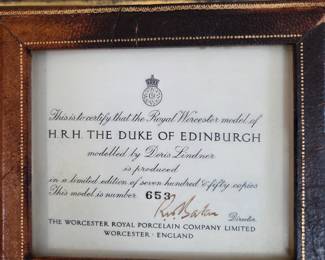 This is to certify that the Royal Worcester model of
H.R.H. THE DUKE OF EDINBURGH
modelled by Doris Lindner
is produced
in a limited edition of seven hundred & fifty copies
This model is number 653
Director
THE WORCESTER ROYAL PORCELAIN COMPANY LIMITED
WORCESTER · ENGLAND